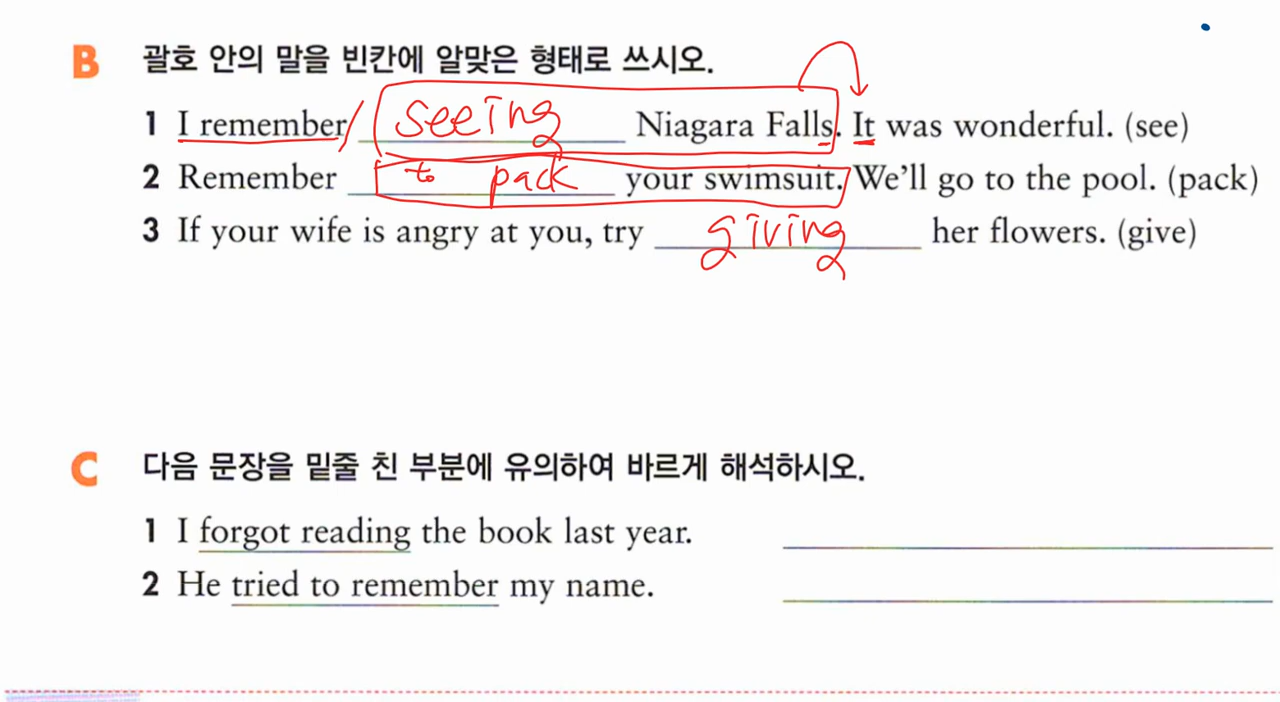 B 괄호 안의 말을 빈칸에 알맞은 형태로 쓰시오.
1 I remember seeing Niagara Falls. It was wonderful. (see)
2 Remember to pack your swimsuit. We'll go to the pool. (pack)
3 If your wife is angry at you, try giving her flowers. (give)
C 다음 문장을 밑줄 친 부분에 유의하여 바르게 해석하시오.
1 I forgot reading the book last year.
2 He tried to remember my name.